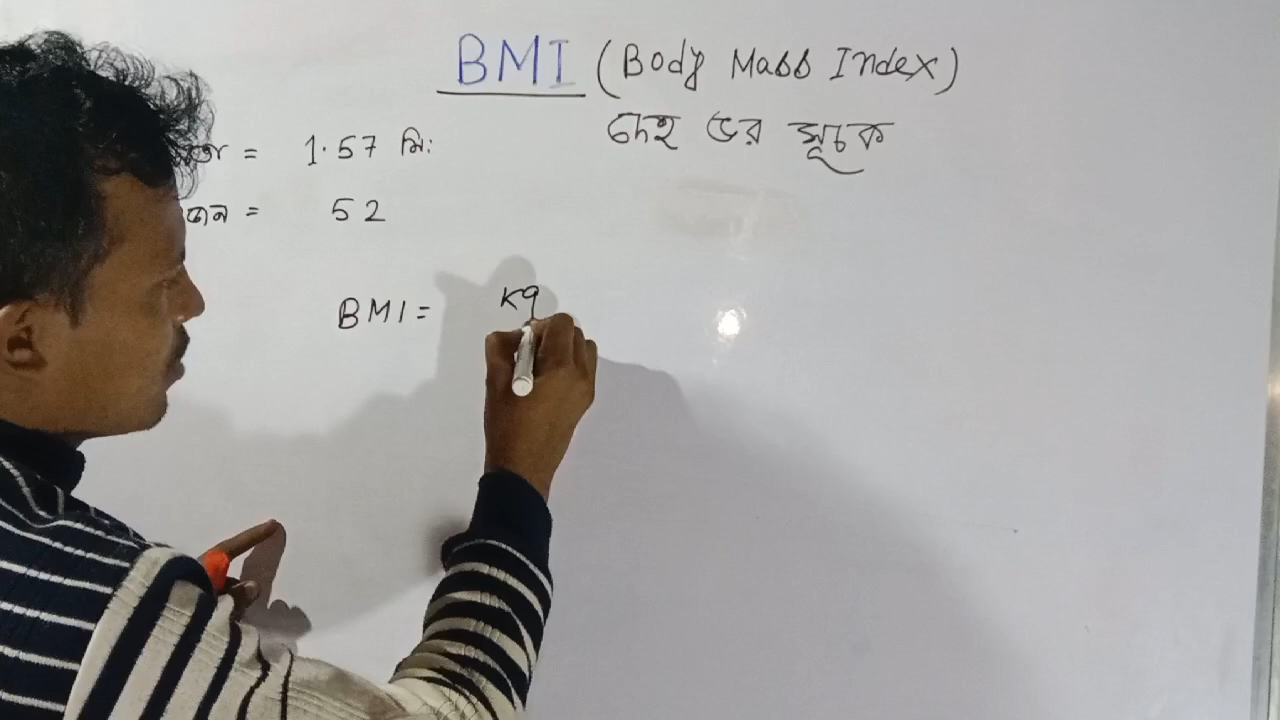 BMI (Body Mass Index)
দেহ ভর সূচক
= 1.57 মি:
= 52
BMI = Kg